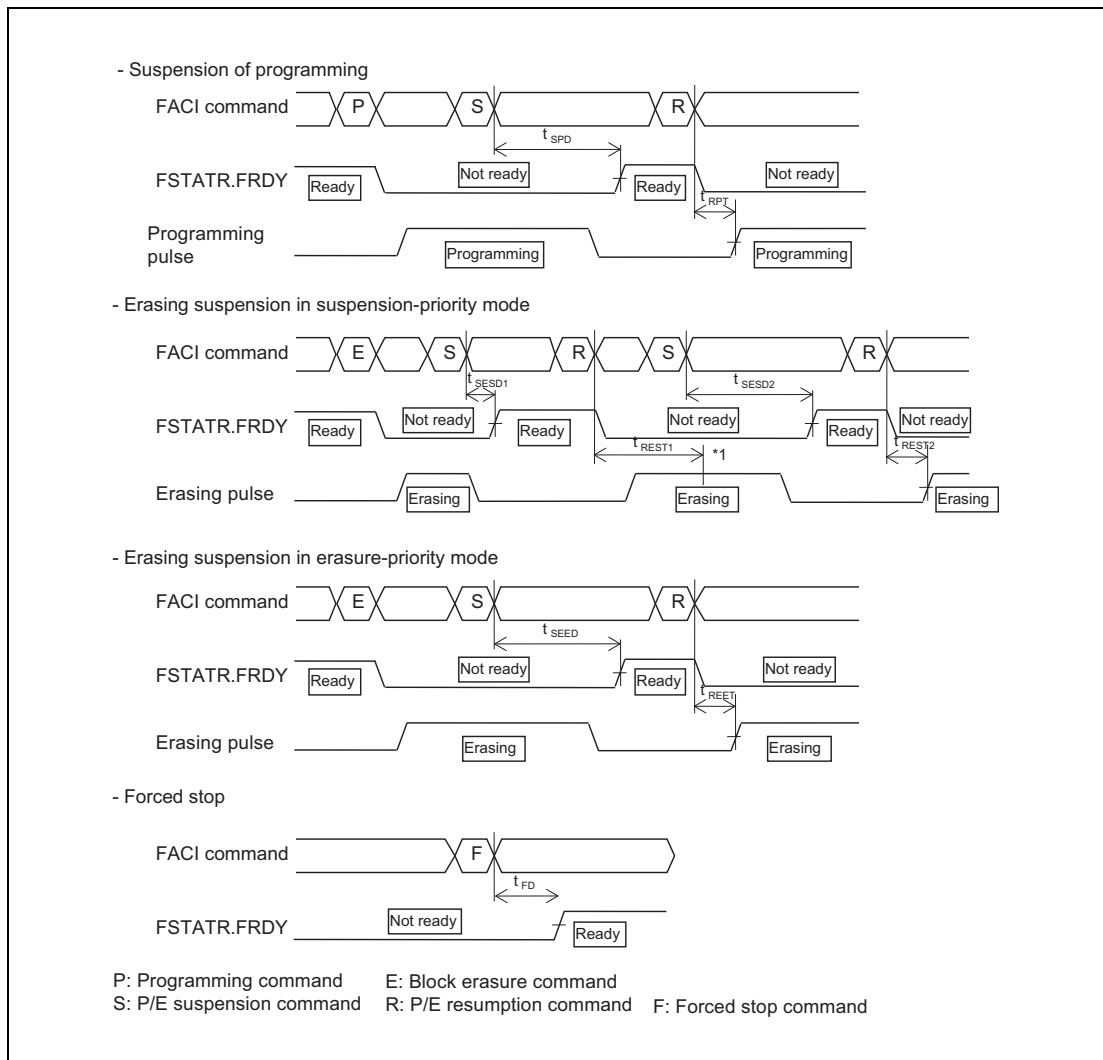 - Suspension of programming
FACI command P S R
t SPD
FSTATR.FRDY Ready Not ready Ready Not ready
t RPT
Programming
pulse
Programming Programming
- Erasing suspension in suspension-priority mode
FACI command E S R S R
t SESD1 t SESD2
FSTATR.FRDY Ready Not ready Ready Not ready Ready Not ready
t REST1 *1 t REST2
Erasing pulse Erasing Erasing Erasing
- Erasing suspension in erasure-priority mode
FACI command E S R
t SEED
FSTATR.FRDY Ready Not ready Ready Not ready
t REET
Erasing pulse Erasing Erasing
- Forced stop
FACI command F
t FD
FSTATR.FRDY Not ready Ready
P: Programming command E: Block erasure command
S: P/E suspension command R: P/E resumption command F: Forced stop command